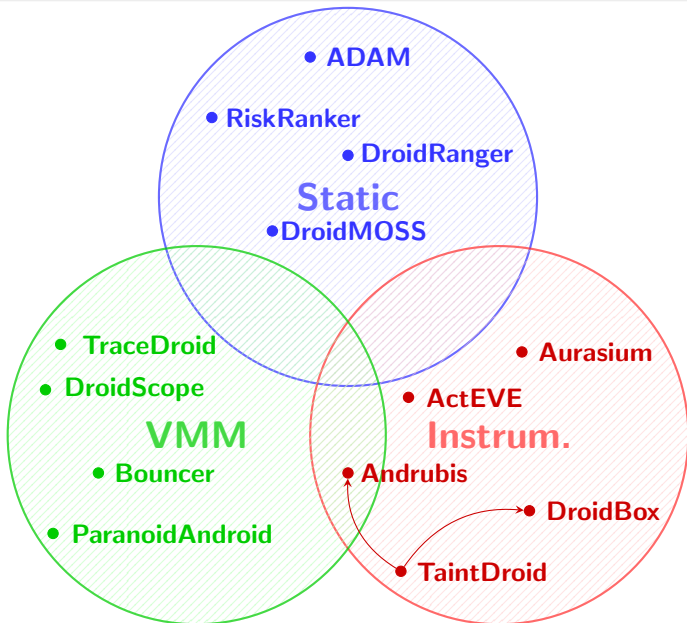 ADAM
RiskRanker
DroidRanger
Static
DroidMOSS
TraceDroid
Aurasium
DroidScope
ActEVE
VMM
Instrum.
Bouncer
Andrubis
DroidBox
ParanoidAndroid
TaintDroid